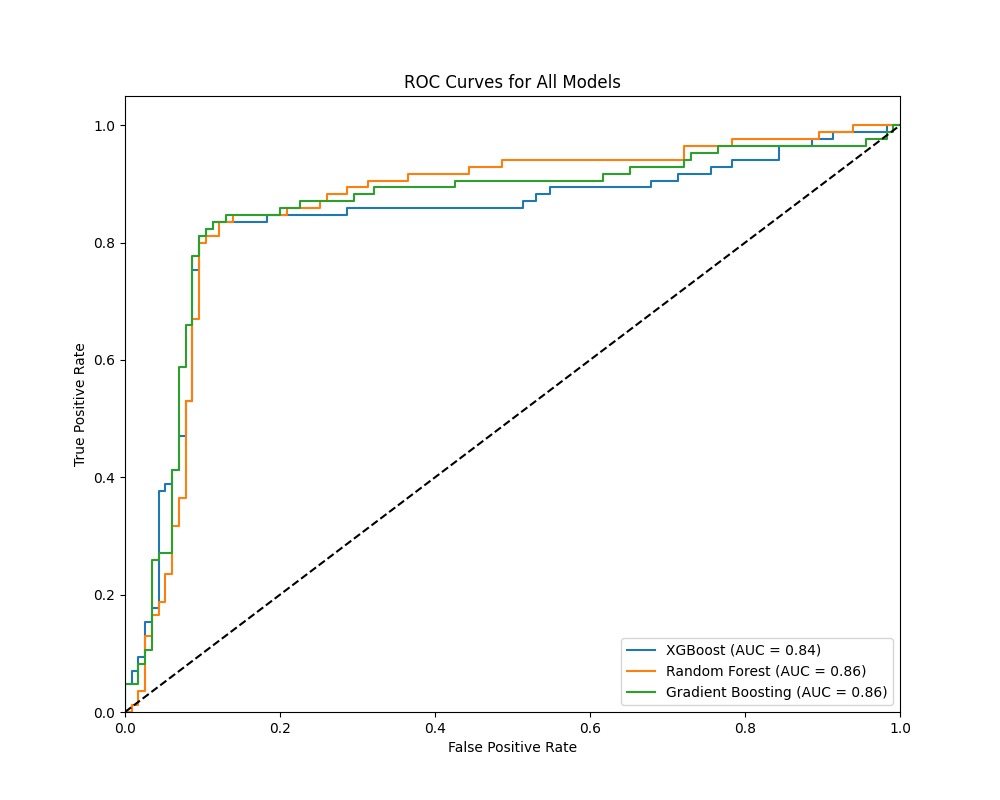 ROC Curves for All Models
1.0
0.8
0.6
0.4
0.2
0.0
True Positive Rate
0.0 0.2 0.4 0.6 0.8 1.0
False Positive Rate
XGBoost (AUC = 0.84)
Random Forest (AUC = 0.86)
Gradient Boosting (AUC = 0.86)